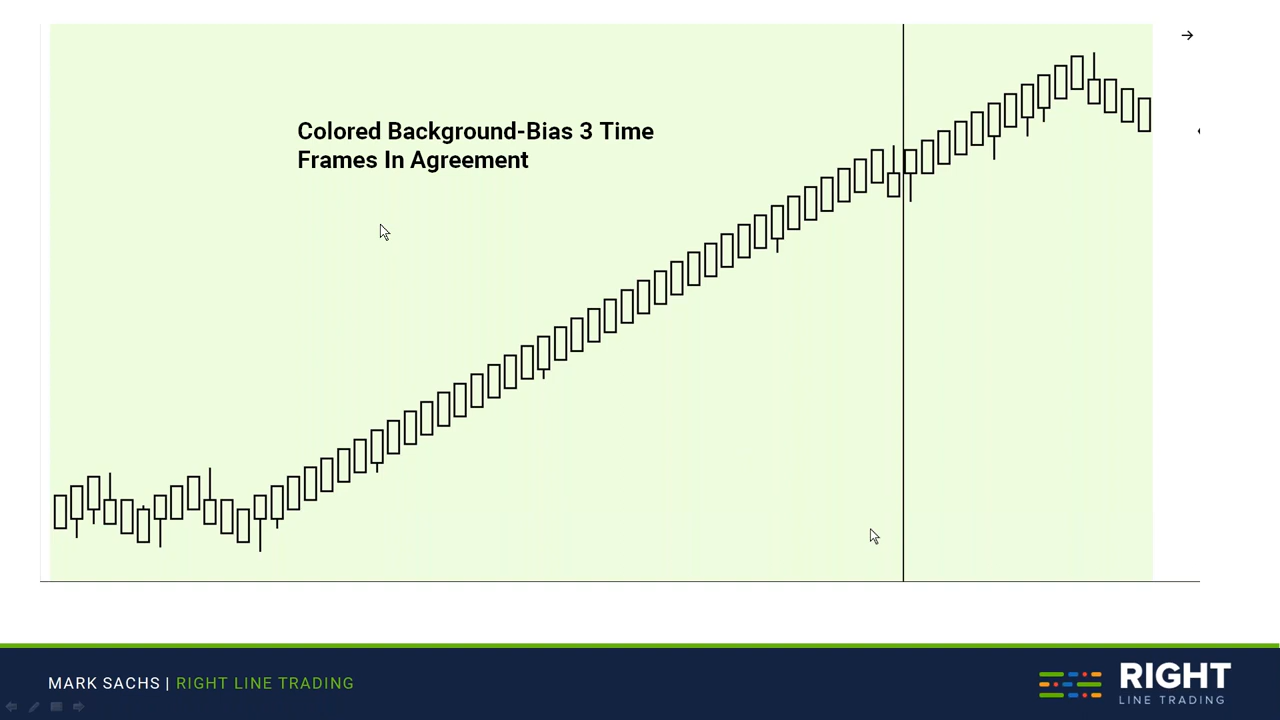 Colored Background-Bias 3 Time
Frames In Agreement
MARK SACHS | RIGHT LINE TRADING
RIGHT
LINE TRADING